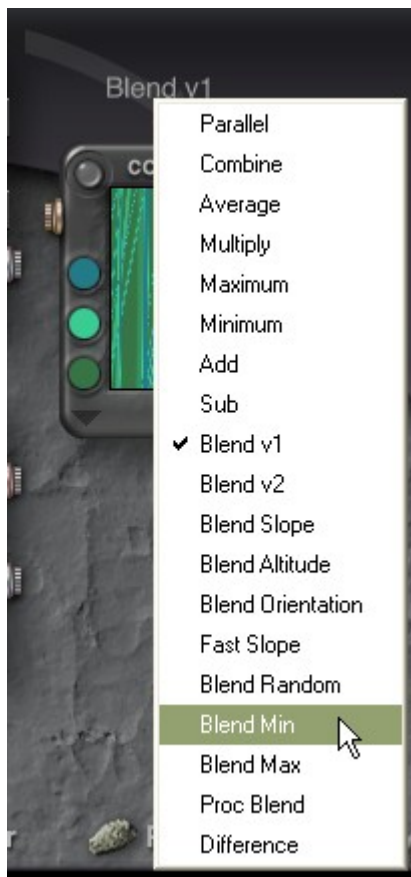 Blend v1
CO
Parallel
Combine
Average
Multiply
Maximum
Minimum
Add
Sub
Blend v1
Blend v2
Blend Slope
Blend Altitude
Blend Orientation
Fast Slope
Blend Random
Blend Min
Blend Max
Proc Blend
Difference